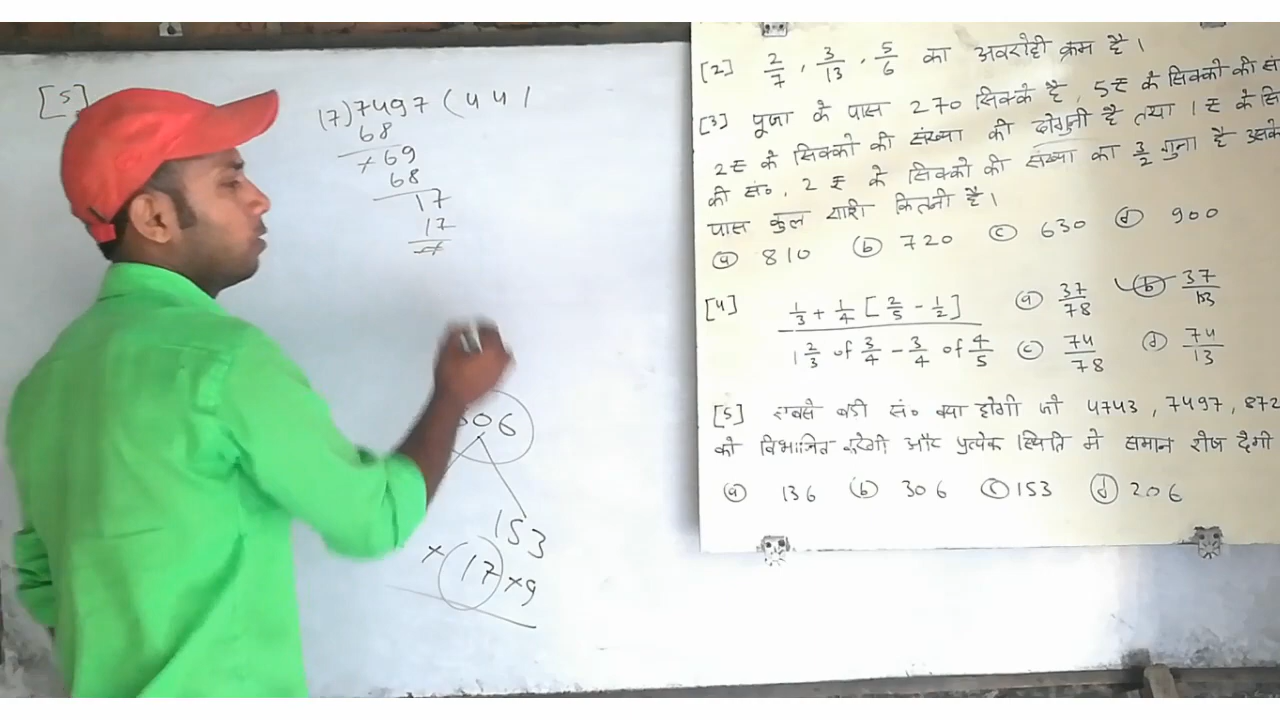 [5]
17)7497(441
68
×69
68
17
17
×
306
153
×(17)×9
[2] 2/7, 3/13, 5/6 का अवरोही क्रम है।
[3] पूजा के पास 270 सिक्के है, 5₹ के सिक्को की सं
2₹ के सिक्को की संख्या की दोगुनी है तथा 1₹ के सि
की सं०, 2₹ के सिक्को की संख्या का 3/2 गुना है उसके
पास कुल राशी कितनी है।
(a) 810 (b) 720 (c) 630 (d) 900
[4] 1/3 + 1/4 [2/5 - 1/2] / 1 2/3 of 3/4 - 3/4 of 4/5
(a) 37/78 (b) 37/13
(c) 74/78 (d) 74/13
[5] सबसे बडी सं० क्या होगी जो 4743, 7497, 872
को विभाजित करेगी और प्रत्येक स्थिति मे समान शेष देगी
(a) 136 (b) 306 (c) 153 (d) 206